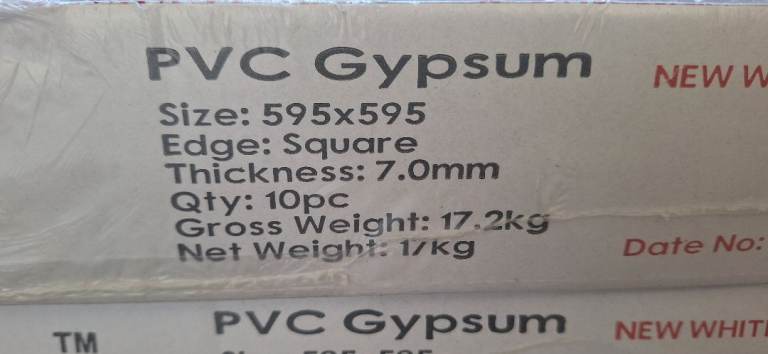 PVC Gypsum NEW W
Size: 595x595
Edge: Square
Thickness: 7.0mm
Qty: 10pc
Gross Weight: 17.2kg
Net Weight: 17kg Date No:
TM PVC Gypsum NEW WHIT